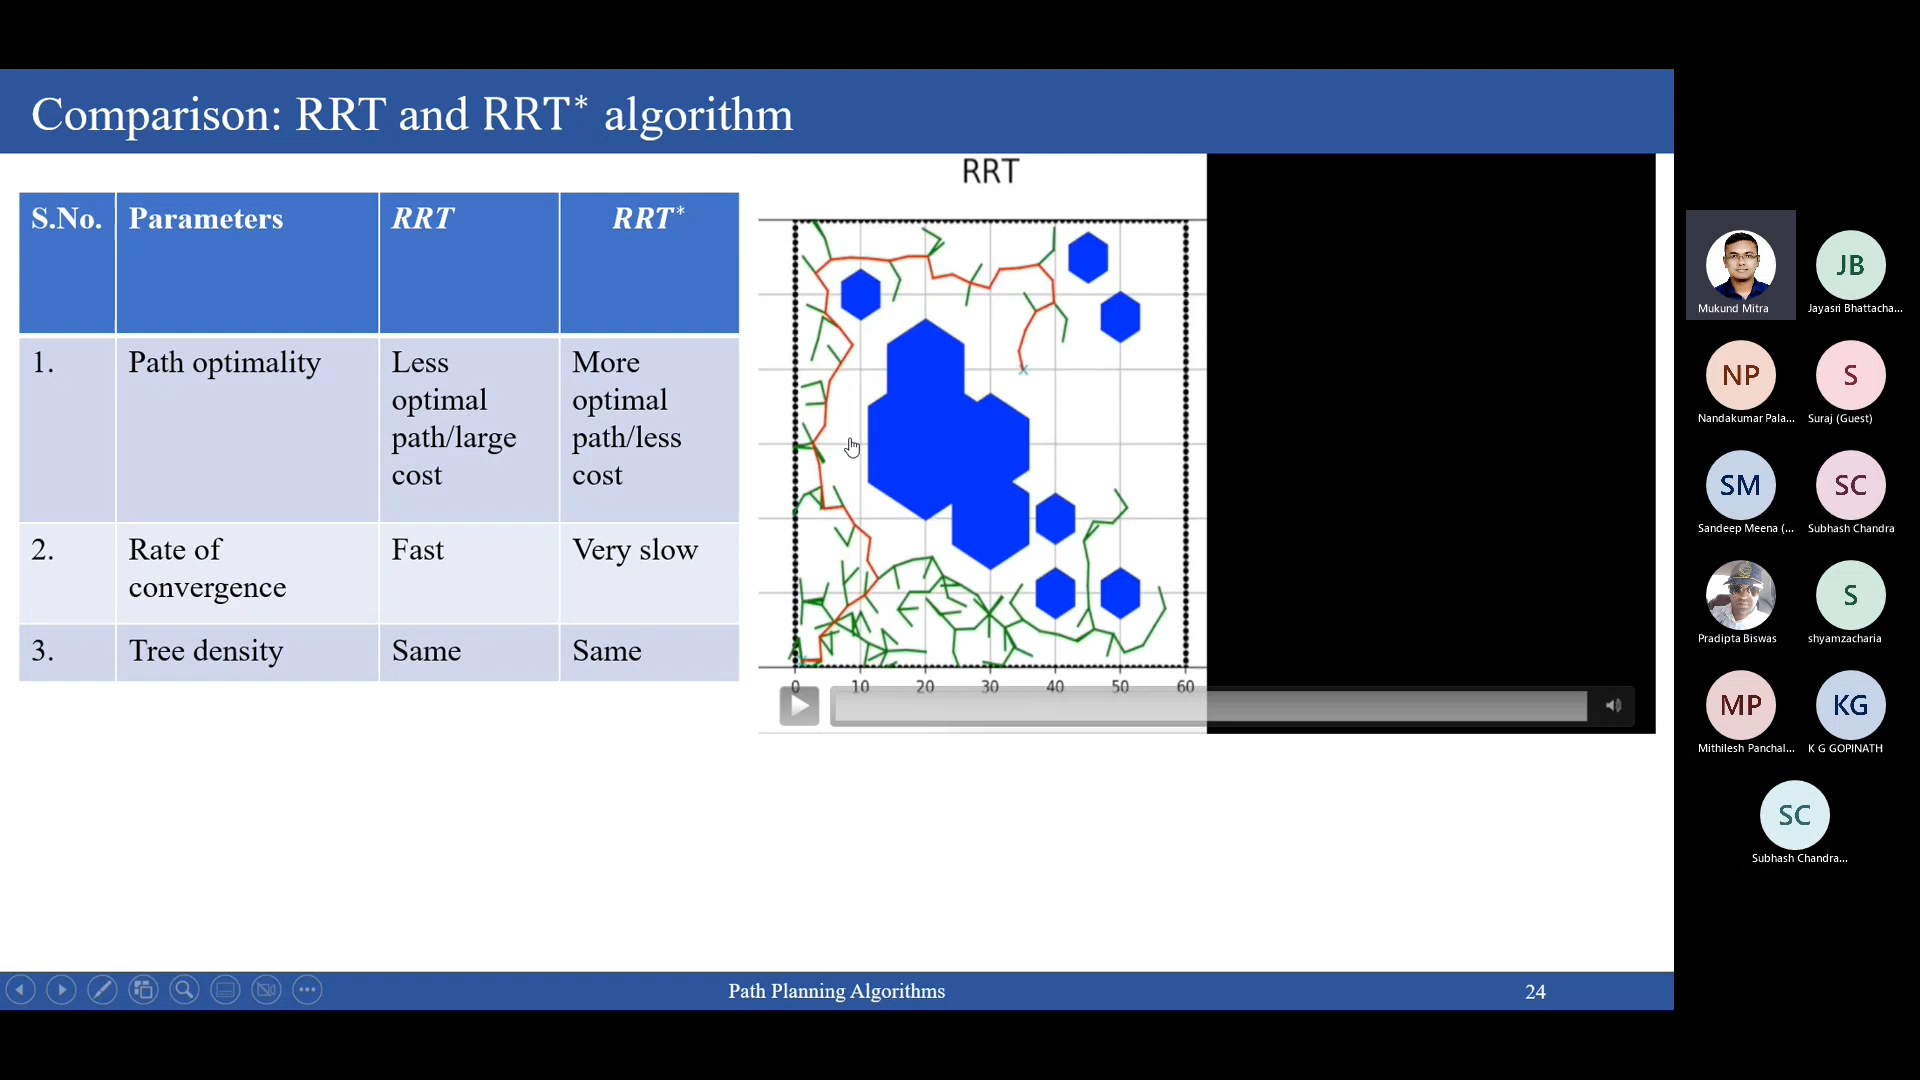 Comparison: RRT and RRT* algorithm
S.No. Parameters RRT RRT*
1. Path optimality Less optimal path/large cost More optimal path/less cost
2. Rate of convergence Fast Very slow
3. Tree density Same Same
RRT
0 10 20 30 40 50 60
Path Planning Algorithms
24
Mukund Mitra
JB
Jayasri Bhattacha...
NP
Nandakumar Pala...
S
Suraj (Guest)
SM
Sandeep Meena (...
SC
Subhash Chandra
Pradipta Biswas
S
shyamzacharia
MP
Mithilesh Panchal...
KG
K G GOPINATH
SC
Subhash Chandra...